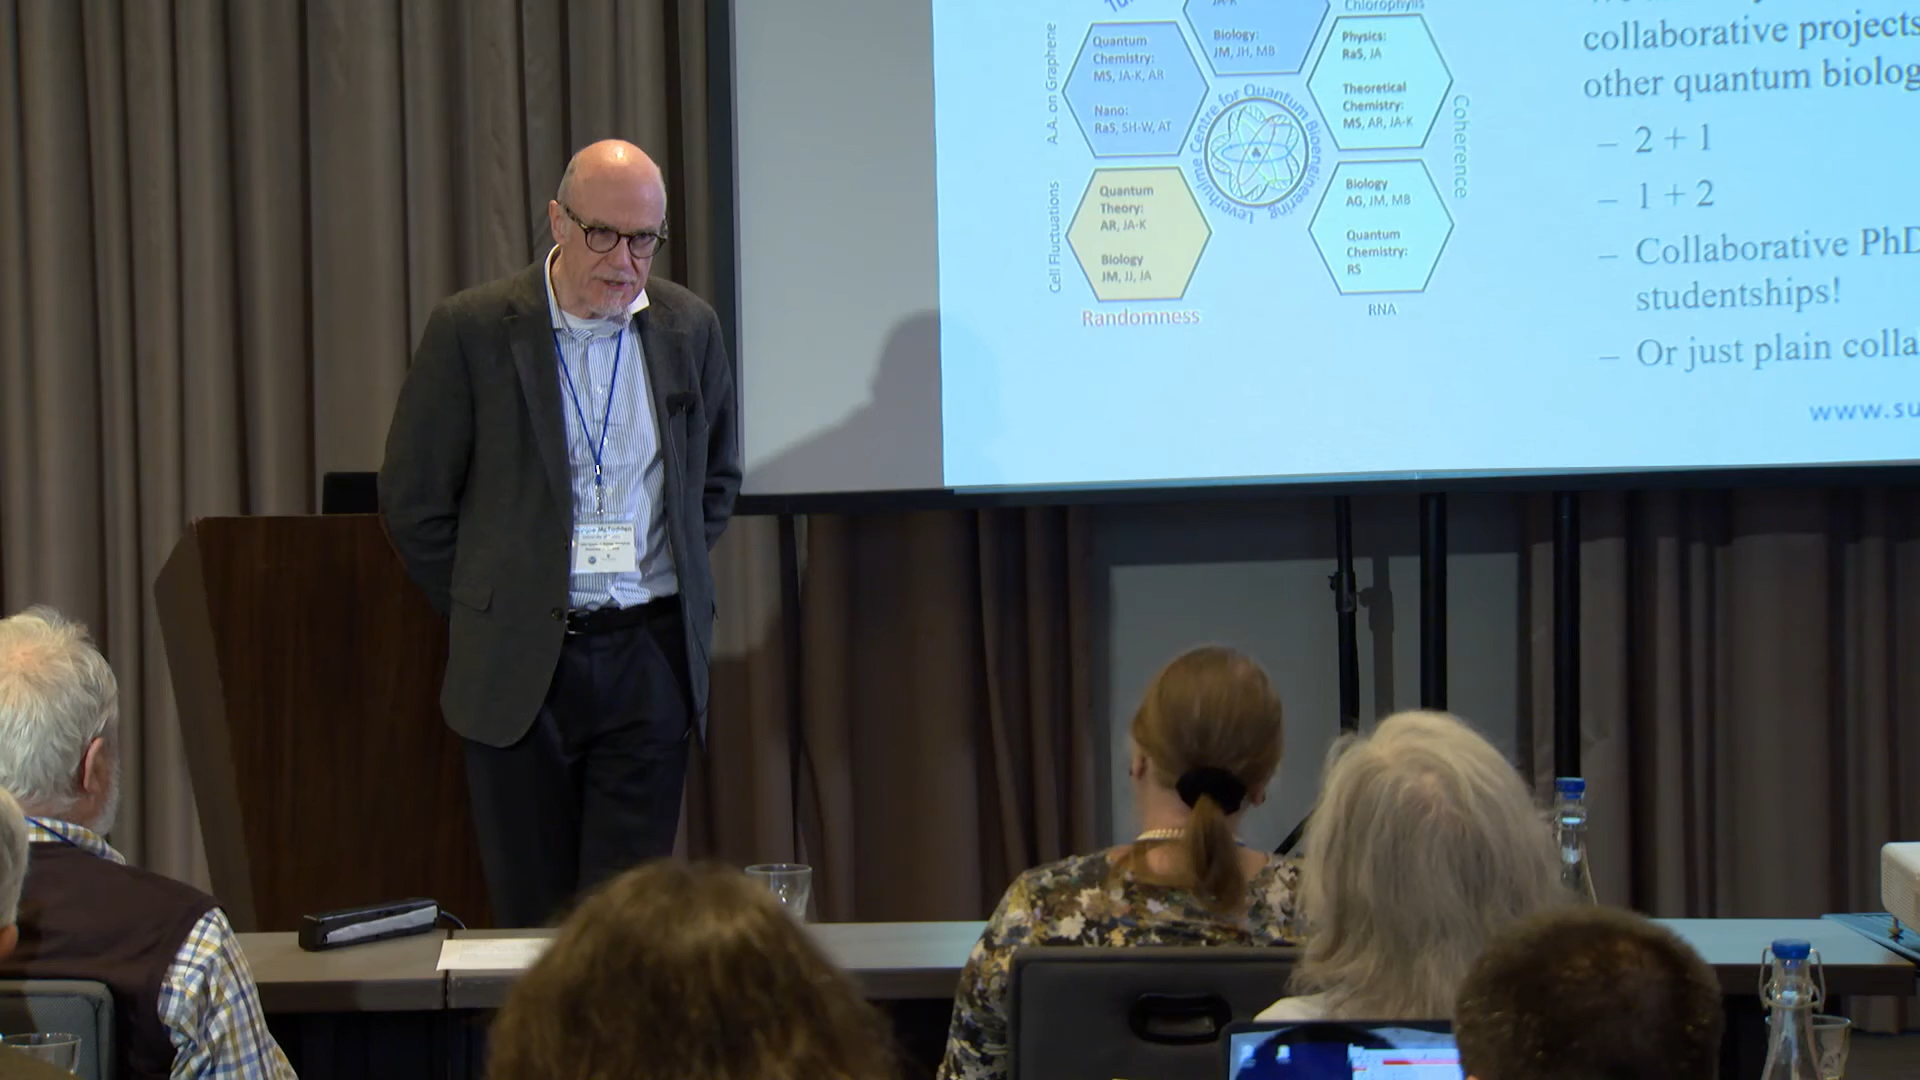 Chlorophylls
JA-K
Biology:
JM, JH, MB
Quantum
Chemistry:
MS, JA-K, AR
Nano:
RaS, SH-W, AT
A.A. on Graphene
Physics:
RaS, JA
Theoretical
Chemistry:
MS, AR, JA-K
Coherence
Leverhulme Centre for Quantum Bioengineering
Quantum
Theory:
AR, JA-K
Biology
JM, JJ, JA
Cell Fluctuations
Randomness
Biology
AG, JM, MB
Quantum
Chemistry:
RS
RNA
collaborative projects
other quantum biolog
– 2 + 1
– 1 + 2
– Collaborative PhD
studentships!
– Or just plain colla
www.su